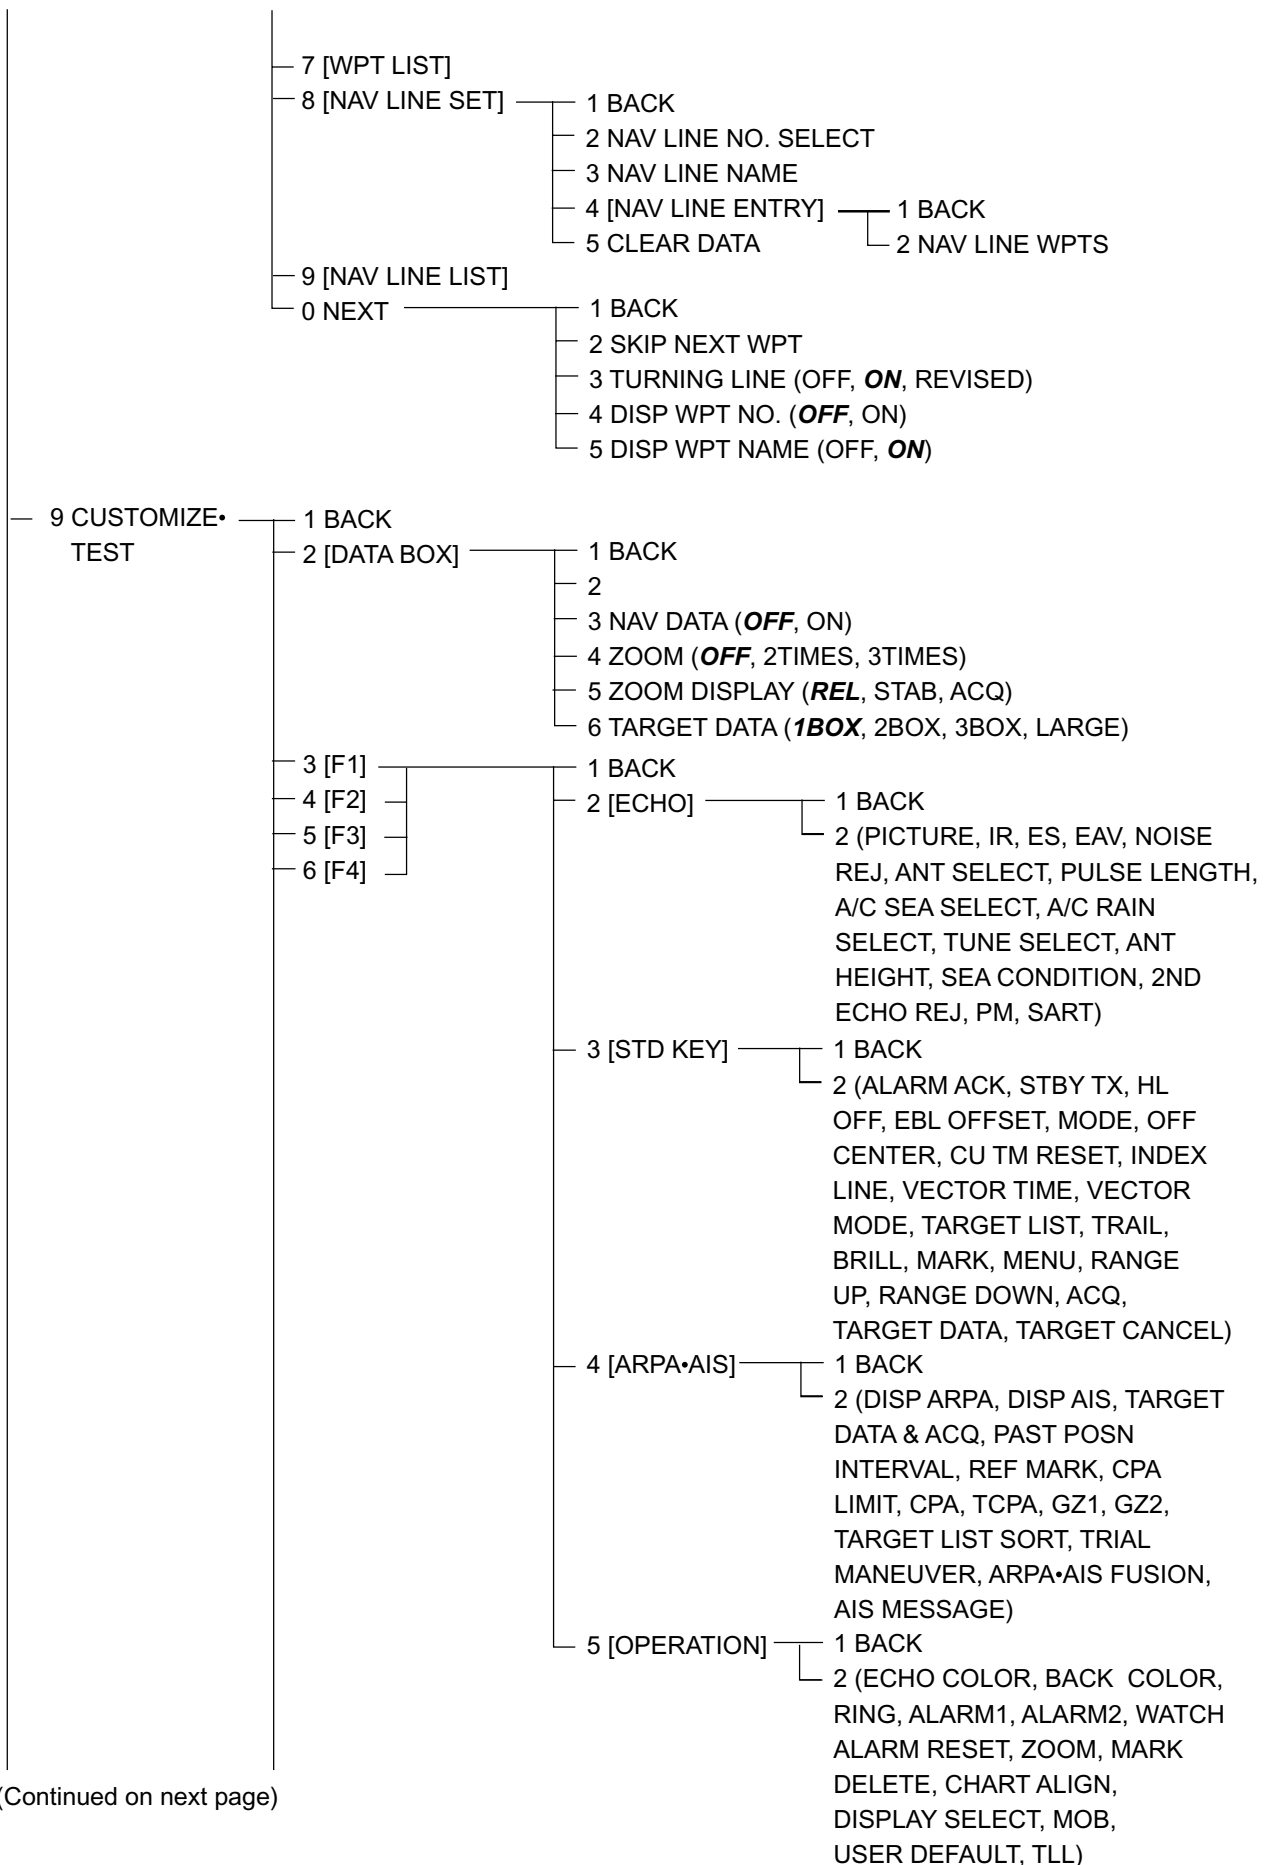 7 [WPT LIST]
8 [NAV LINE SET]
1 BACK
2 NAV LINE NO. SELECT
3 NAV LINE NAME
4 [NAV LINE ENTRY]
1 BACK
2 NAV LINE WPTS
5 CLEAR DATA
9 [NAV LINE LIST]
0 NEXT
1 BACK
2 SKIP NEXT WPT
3 TURNING LINE (OFF, ON, REVISED)
4 DISP WPT NO. (OFF, ON)
5 DISP WPT NAME (OFF, ON)
9 CUSTOMIZE•
TEST
1 BACK
2 [DATA BOX]
1 BACK
2
3 NAV DATA (OFF, ON)
4 ZOOM (OFF, 2TIMES, 3TIMES)
5 ZOOM DISPLAY (REL, STAB, ACQ)
6 TARGET DATA (1BOX, 2BOX, 3BOX, LARGE)
3 [F1]
4 [F2]
5 [F3]
6 [F4]
1 BACK
2 [ECHO]
1 BACK
2 (PICTURE, IR, ES, EAV, NOISE
REJ, ANT SELECT, PULSE LENGTH,
A/C SEA SELECT, A/C RAIN
SELECT, TUNE SELECT, ANT
HEIGHT, SEA CONDITION, 2ND
ECHO REJ, PM, SART)
3 [STD KEY]
1 BACK
2 (ALARM ACK, STBY TX, HL
OFF, EBL OFFSET, MODE, OFF
CENTER, CU TM RESET, INDEX
LINE, VECTOR TIME, VECTOR
MODE, TARGET LIST, TRAIL,
BRILL, MARK, MENU, RANGE
UP, RANGE DOWN, ACQ,
TARGET DATA, TARGET CANCEL)
4 [ARPA•AIS]
1 BACK
2 (DISP ARPA, DISP AIS, TARGET
DATA & ACQ, PAST POSN
INTERVAL, REF MARK, CPA
LIMIT, CPA, TCPA, GZ1, GZ2,
TARGET LIST SORT, TRIAL
MANEUVER, ARPA•AIS FUSION,
AIS MESSAGE)
5 [OPERATION]
1 BACK
2 (ECHO COLOR, BACK COLOR,
RING, ALARM1, ALARM2, WATCH
ALARM RESET, ZOOM, MARK
DELETE, CHART ALIGN,
DISPLAY SELECT, MOB,
USER DEFAULT, TLL)
(Continued on next page)